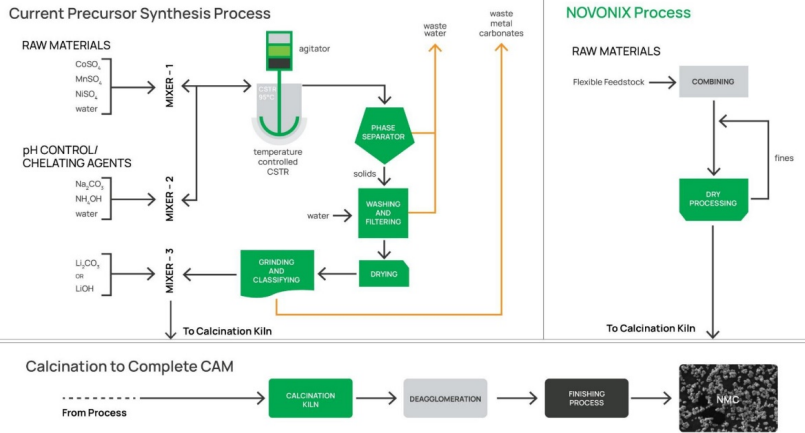 Current Precursor Synthesis Process
RAW MATERIALS
CoSO₄
MnSO₄
NiSO₄
water
MIXER – 1
agitator
CSTR
55°C
temperature
controlled
CSTR
waste
water
waste
metal
carbonates
PHASE
SEPARATOR
solids
pH CONTROL/
CHELATING AGENTS
Na₂CO₃
NH₄OH
water
MIXER – 2
water
WASHING
AND
FILTERING
DRYING
GRINDING
AND
CLASSIFYING
Li₂CO₃
OR
LiOH
MIXER – 3
To Calcination Kiln
NOVONIX Process
RAW MATERIALS
Flexible Feedstock
COMBINING
fines
DRY
PROCESSING
To Calcination Kiln
Calcination to Complete CAM
From Process
CALCINATION
KILN
DEAGGLOMERATION
FINISHING
PROCESS
NMC